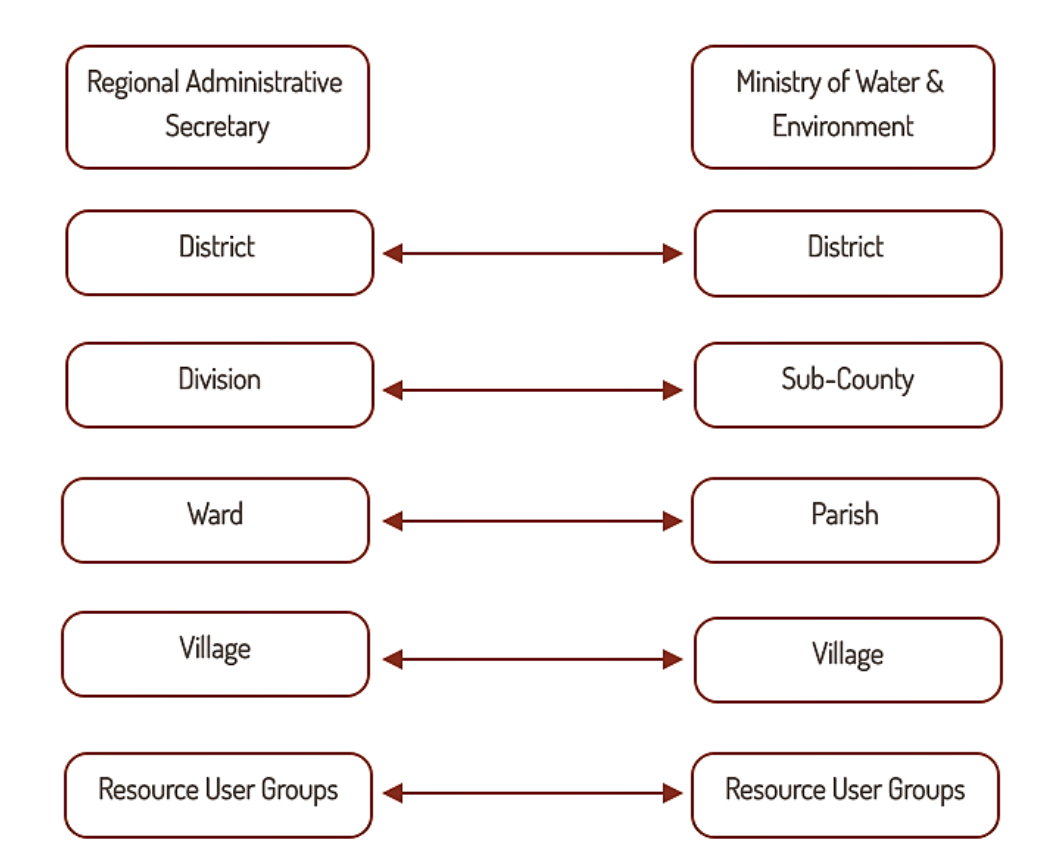 Regional Administrative
Secretary
Ministry of Water &
Environment
District
District
Division
Sub-County
Ward
Parish
Village
Village
Resource User Groups
Resource User Groups